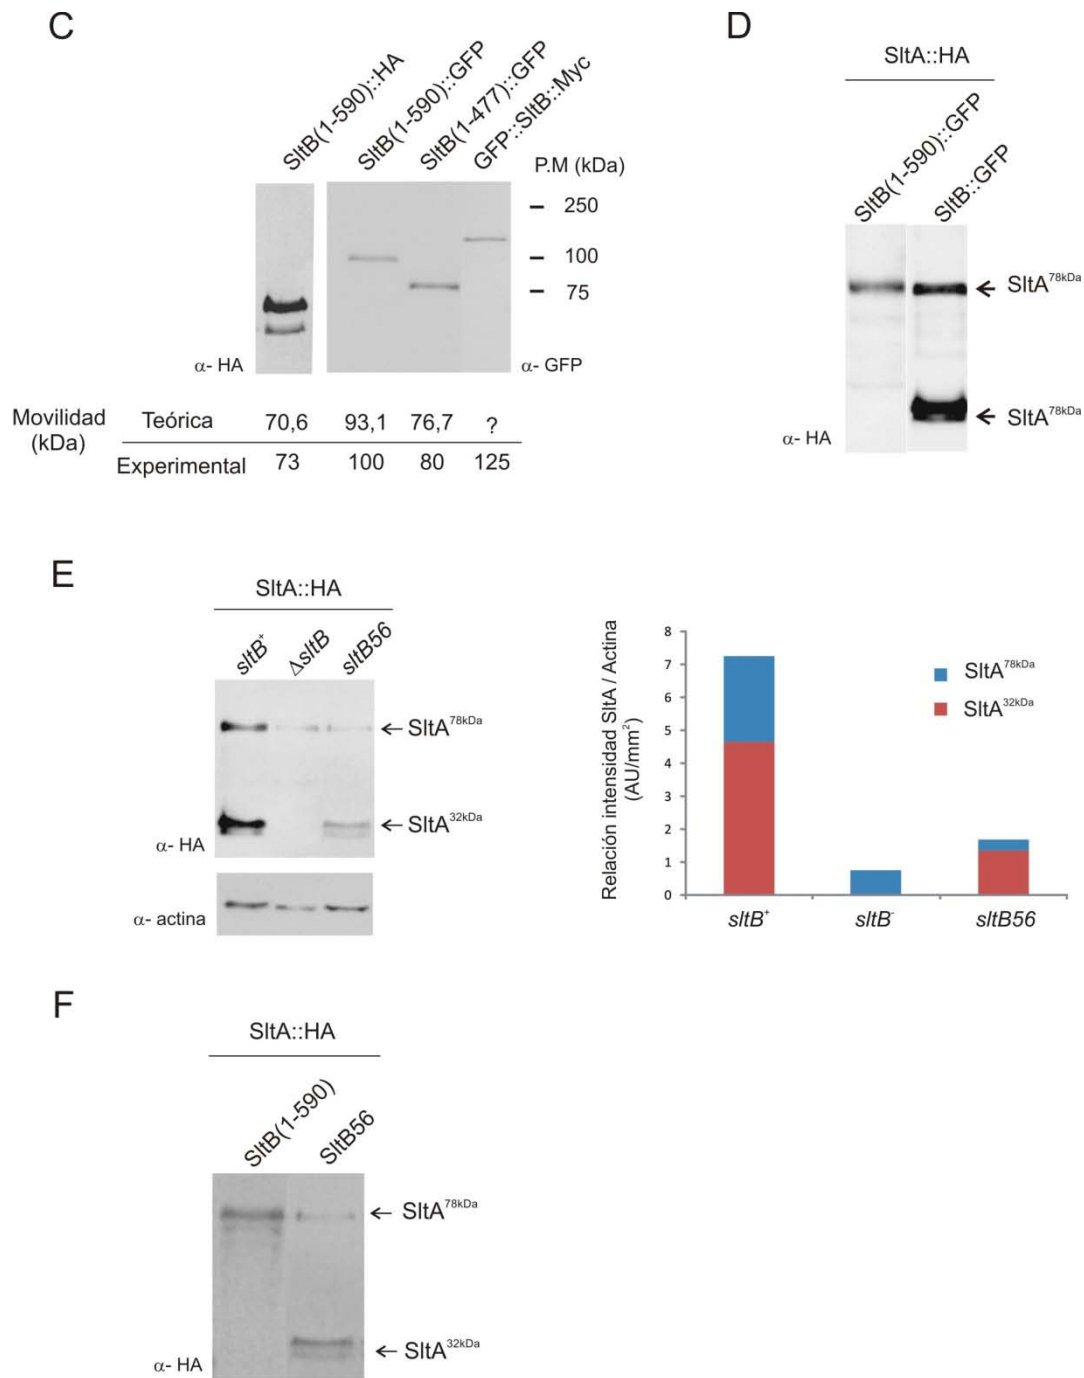 C
SltB(1-590)::HA
SltB(1-590)::GFP
SltB(1-477)::GFP
GFP::SltB::Myc
P.M (kDa)
250
100
75
α- HA
α- GFP
Movilidad (kDa)
Teórica 70,6 93,1 76,7 ?
Experimental 73 100 80 125
D
SltA::HA
SltB(1-590)::GFP
SltB::GFP
SltA78kDa
SltA78kDa
α- HA
E
SltA::HA
sltB+
ΔsltB
sltB56
SltA78kDa
SltA32kDa
α- HA
α- actina
Relación intensidad SltA / Actina
(AU/mm2)
8
7
6
5
4
3
2
1
0
SltA78kDa
SltA32kDa
sltB+ sltB- sltB56
F
SltA::HA
SltB(1-590)
SltB56
SltA78kDa
SltA32kDa
α- HA